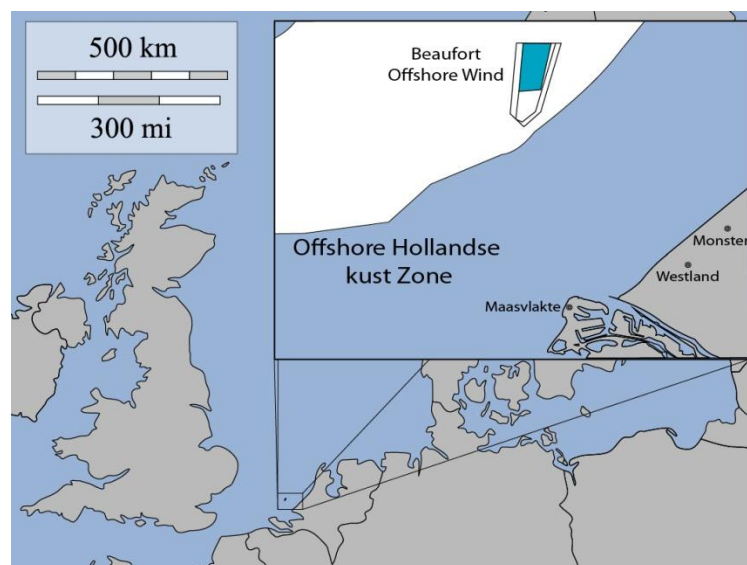 500 km
300 mi
Beaufort
Offshore Wind
Offshore Hollandse
kust Zone
Monster
Westland
Maasvlakte